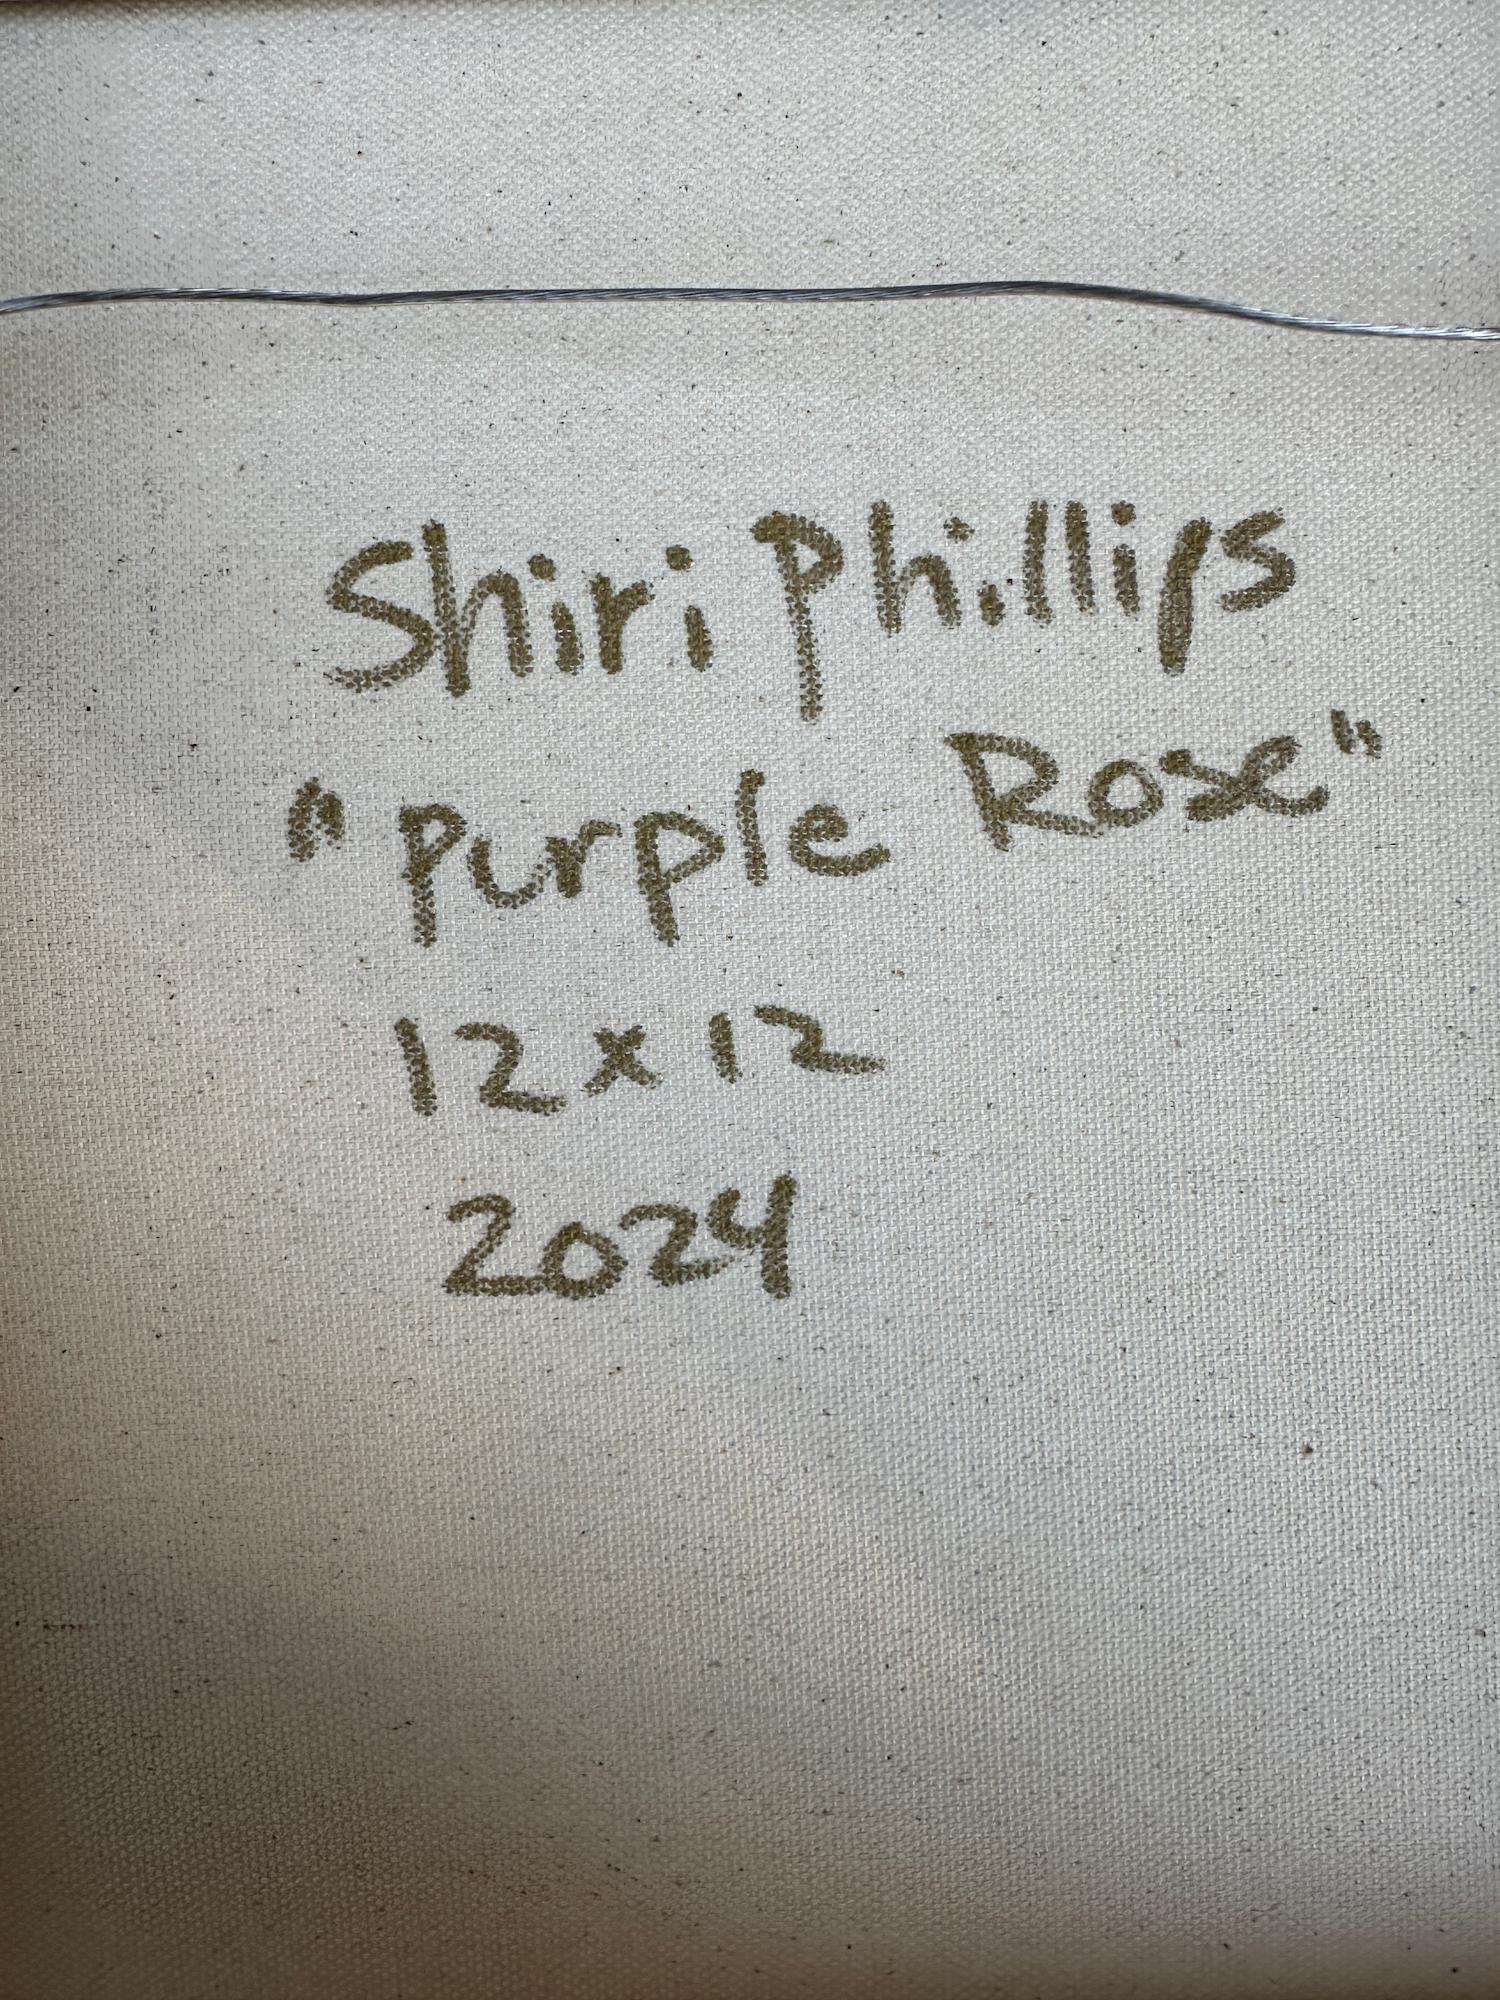 Shiri Phillips
"Purple Rose"
12 x 12
2024